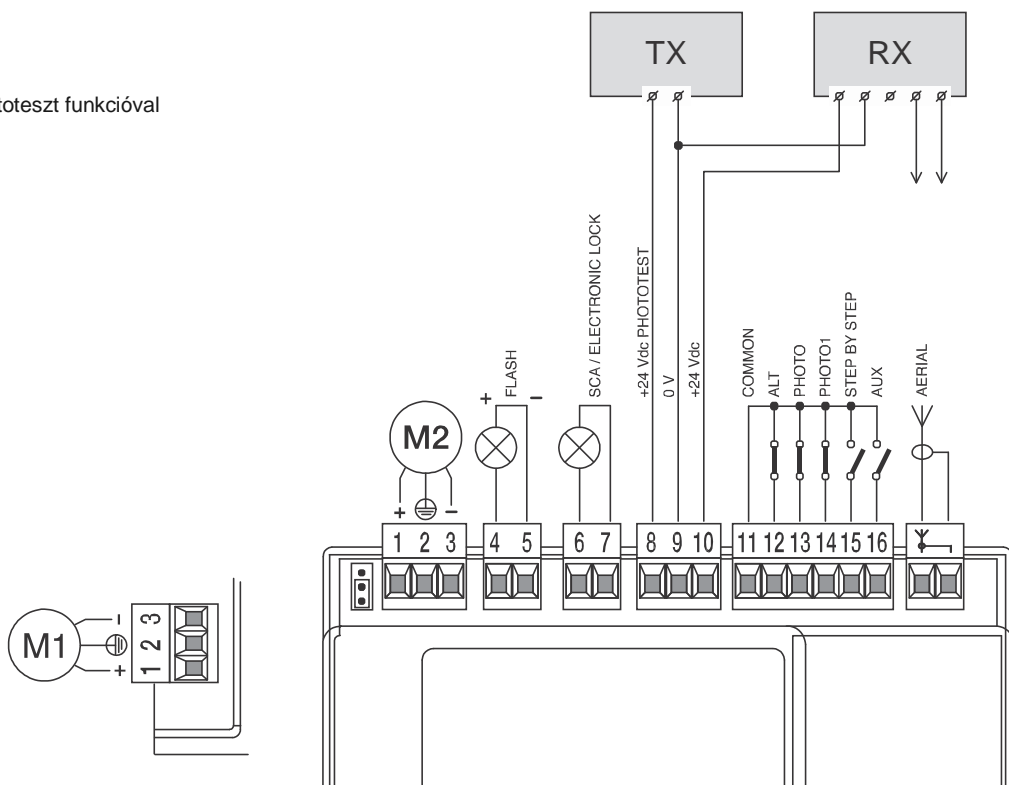 TX
RX
toteszt funkcióval
SCA / ELECTRONIC LOCK
+24 Vdc PHOTOTEST
0 V
+24 Vdc
COMMON
ALT
PHOTO
PHOTO1
STEP BY STEP
AUX
AERIAL
+ FLASH –
M2
+ –
1 2 3
4 5
6 7
8 9 10
11 12 13 14 15 16
M1
– +
3 2 1